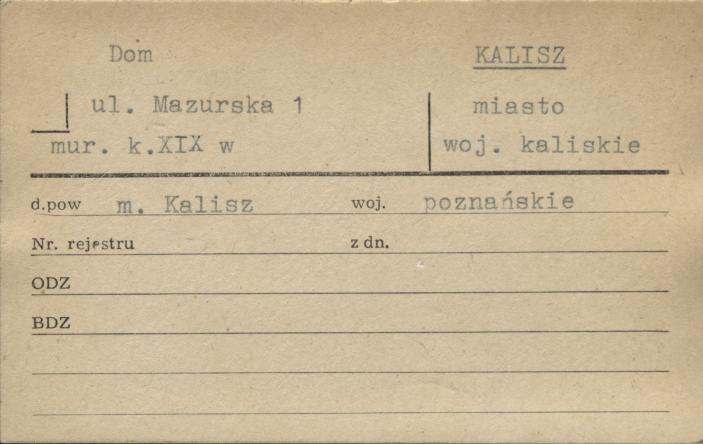 Dom KALISZ
ul. Mazurska 1 miasto
mur. k.XIX w woj. kaliskie
d.pow m. Kalisz woj. poznańskie
Nr. rejestru z dn.
ODZ
BDZ